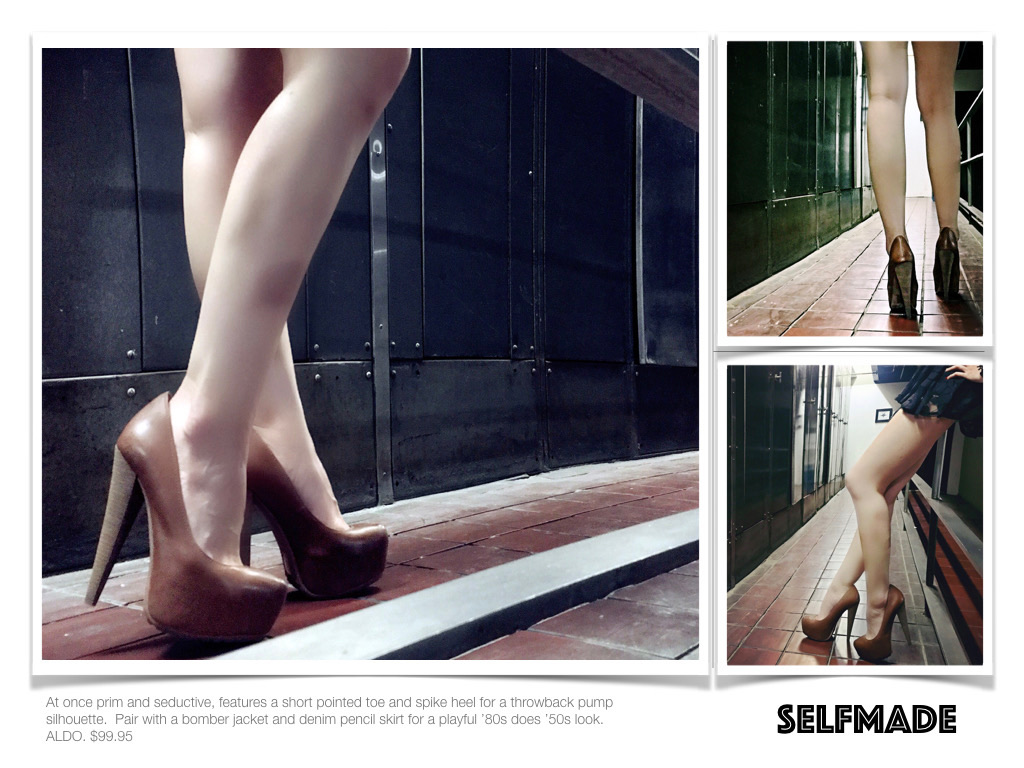 At once prim and seductive, features a short pointed toe and spike heel for a throwback pump
silhouette.  Pair with a bomber jacket and denim pencil skirt for a playful ’80s does ’50s look.
ALDO. $99.95
SELFMADE